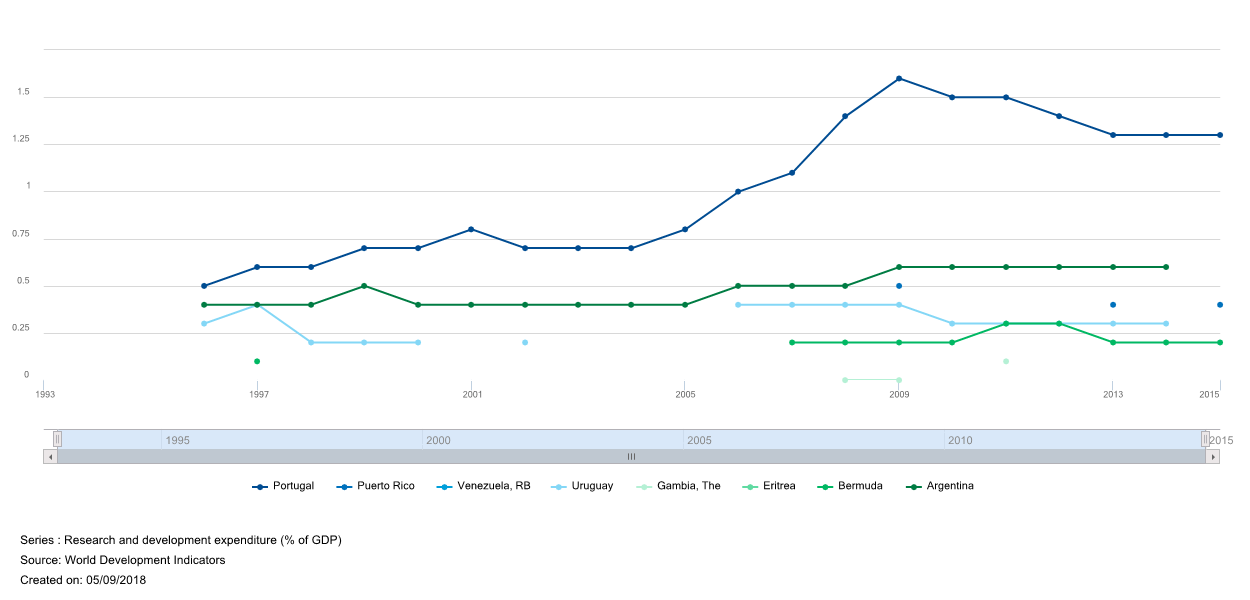 1.5
1.25
1
0.75
0.5
0.25
0
1993 1997 2001 2005 2009 2013 2015
1995 2000 2005 2010 2015
Portugal Puerto Rico Venezuela, RB Uruguay Gambia, The Eritrea Bermuda Argentina
Series : Research and development expenditure (% of GDP)
Source: World Development Indicators
Created on: 05/09/2018